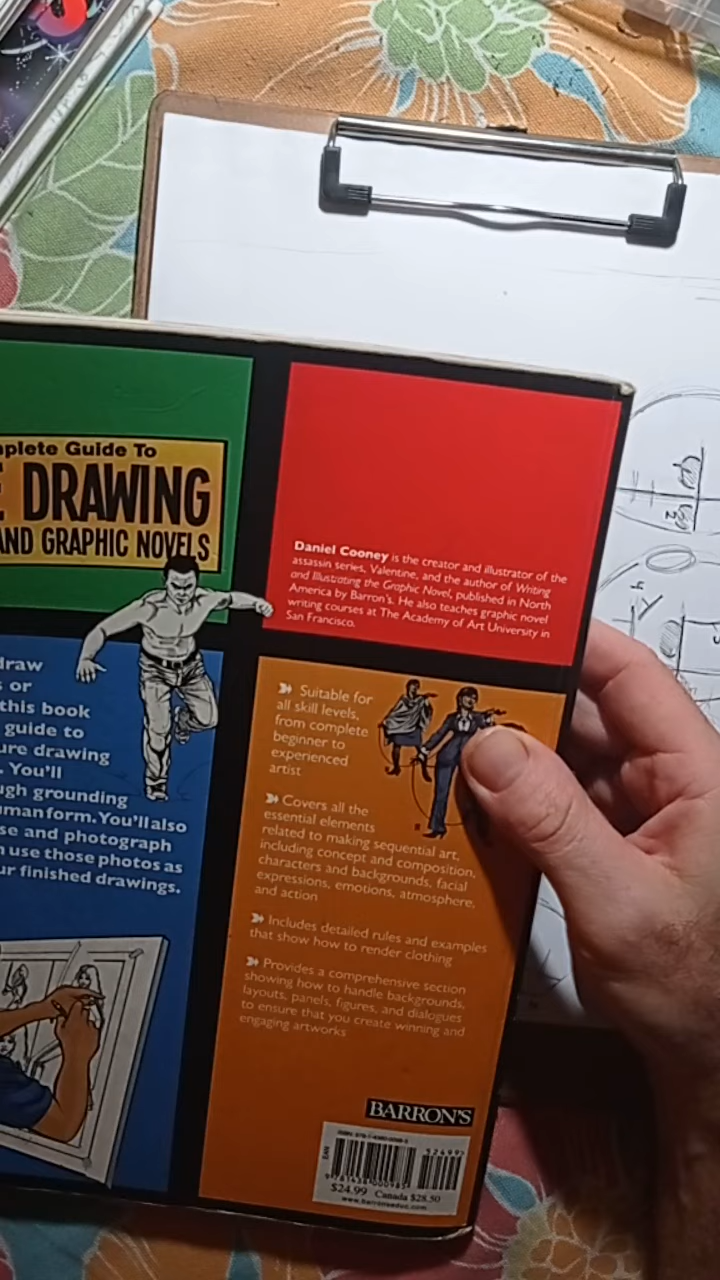 plete Guide To
E DRAWING
AND GRAPHIC NOVELS
Daniel Cooney is the creator and illustrator of the
assassin series, Valentine, and the author of Writing
and Illustrating the Graphic Novel, published in North
America by Barron's. He also teaches graphic novel
writing courses at The Academy of Art University in
San Francisco.
draw
s or
this book
guide to
ure drawing
. You'll
ugh grounding
uman form. You'll also
se and photograph
n use those photos as
ur finished drawings.
Suitable for
all skill levels,
from complete
beginner to
experienced
artist
Covers all the
essential elements
related to making sequential art,
including concept and composition,
characters and backgrounds, facial
expressions, emotions, atmosphere,
and action
Includes detailed rules and examples
that show how to render clothing
Provides a comprehensive section
showing how to handle backgrounds,
layouts, panels, figures, and dialogues
to ensure that you create winning and
engaging artworks
BARRON'S
EAN
52499
$24.99 Canada $28.50
www.barronseduc.com